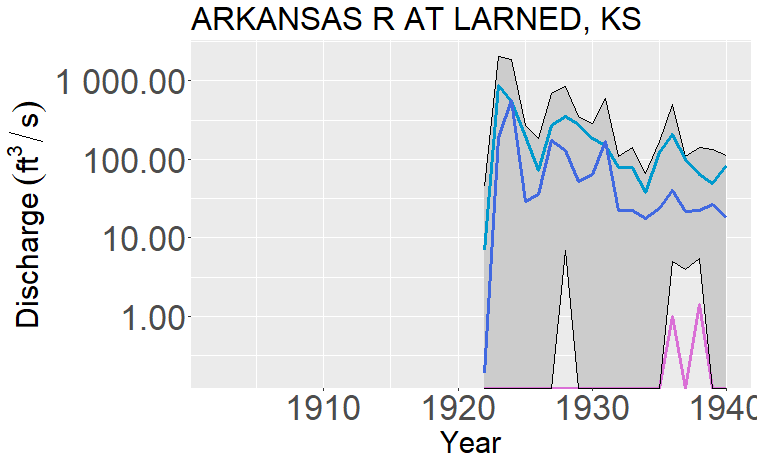 ARKANSAS R AT LARNED, KS
1 000.00
100.00
10.00
1.00
Discharge (ft³/s)
1910 1920 1930 1940
Year